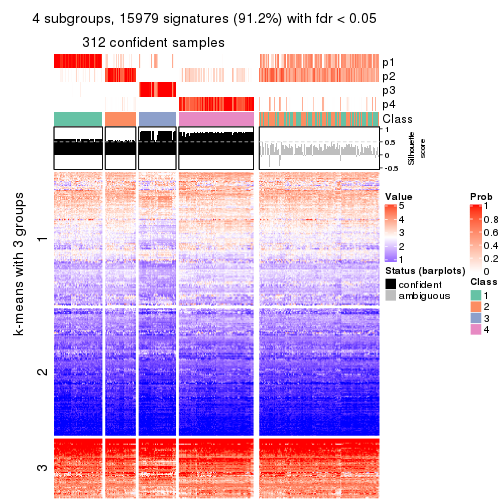 4 subgroups, 15979 signatures (91.2%) with fdr < 0.05
312 confident samples
p1
p2
p3
p4
Class
1
0.5
0
-0.5
Silhouette
score
k-means with 3 groups
1
2
3
Value
5
4
3
2
1
Status (barplots)
confident
ambiguous
Prob
1
0.8
0.6
0.4
0.2
0
Class
1
2
3
4